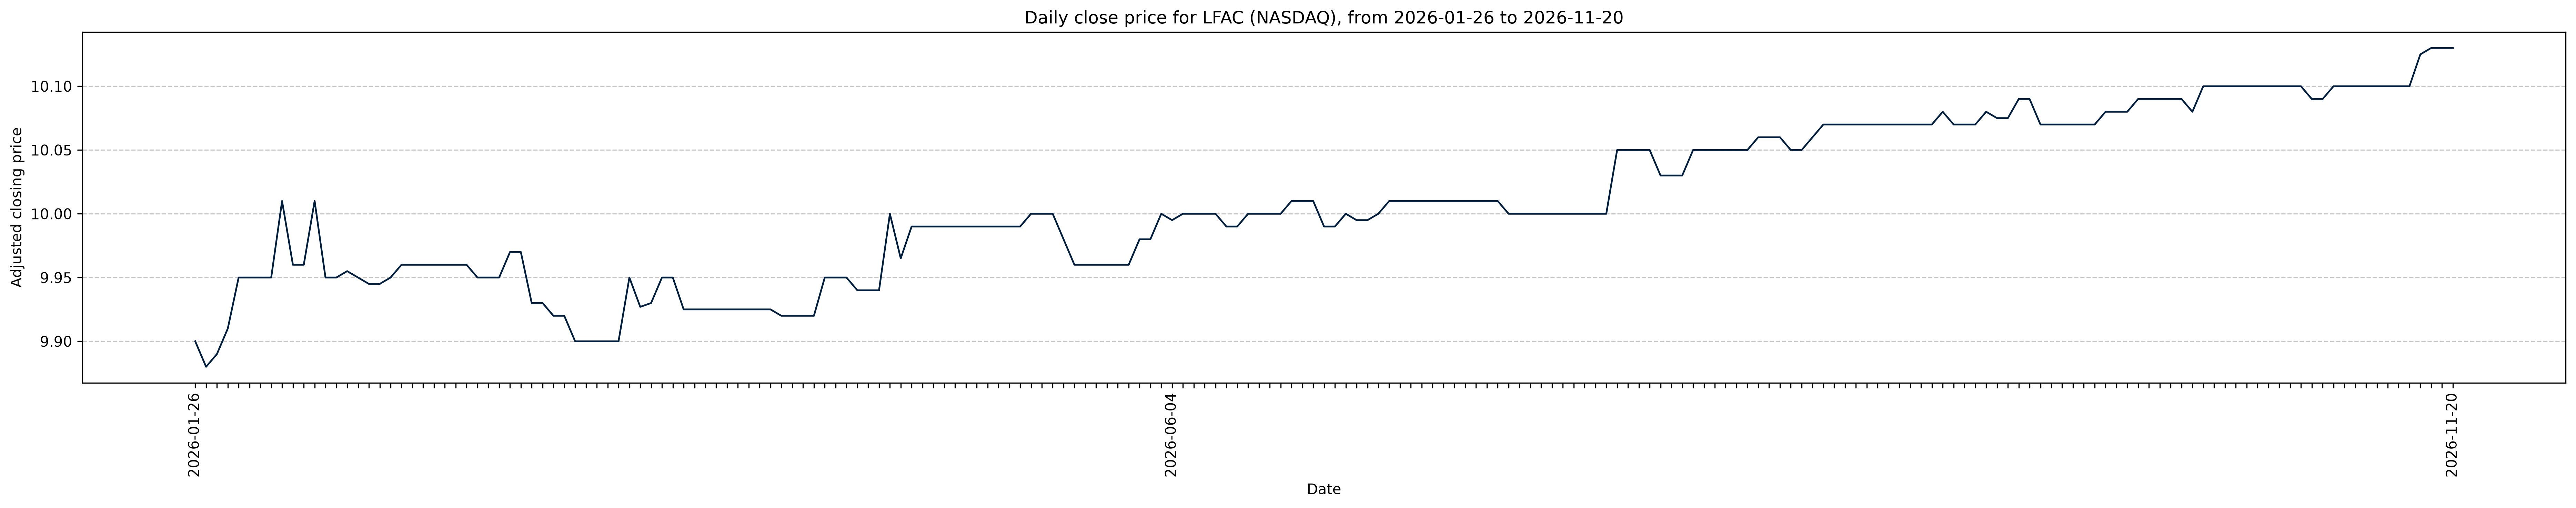 Daily close price for LFAC (NASDAQ), from 2026-01-26 to 2026-11-20
Adjusted closing price
10.10
10.05
10.00
9.95
9.90
2026-01-26
2026-06-04
2026-11-20
Date